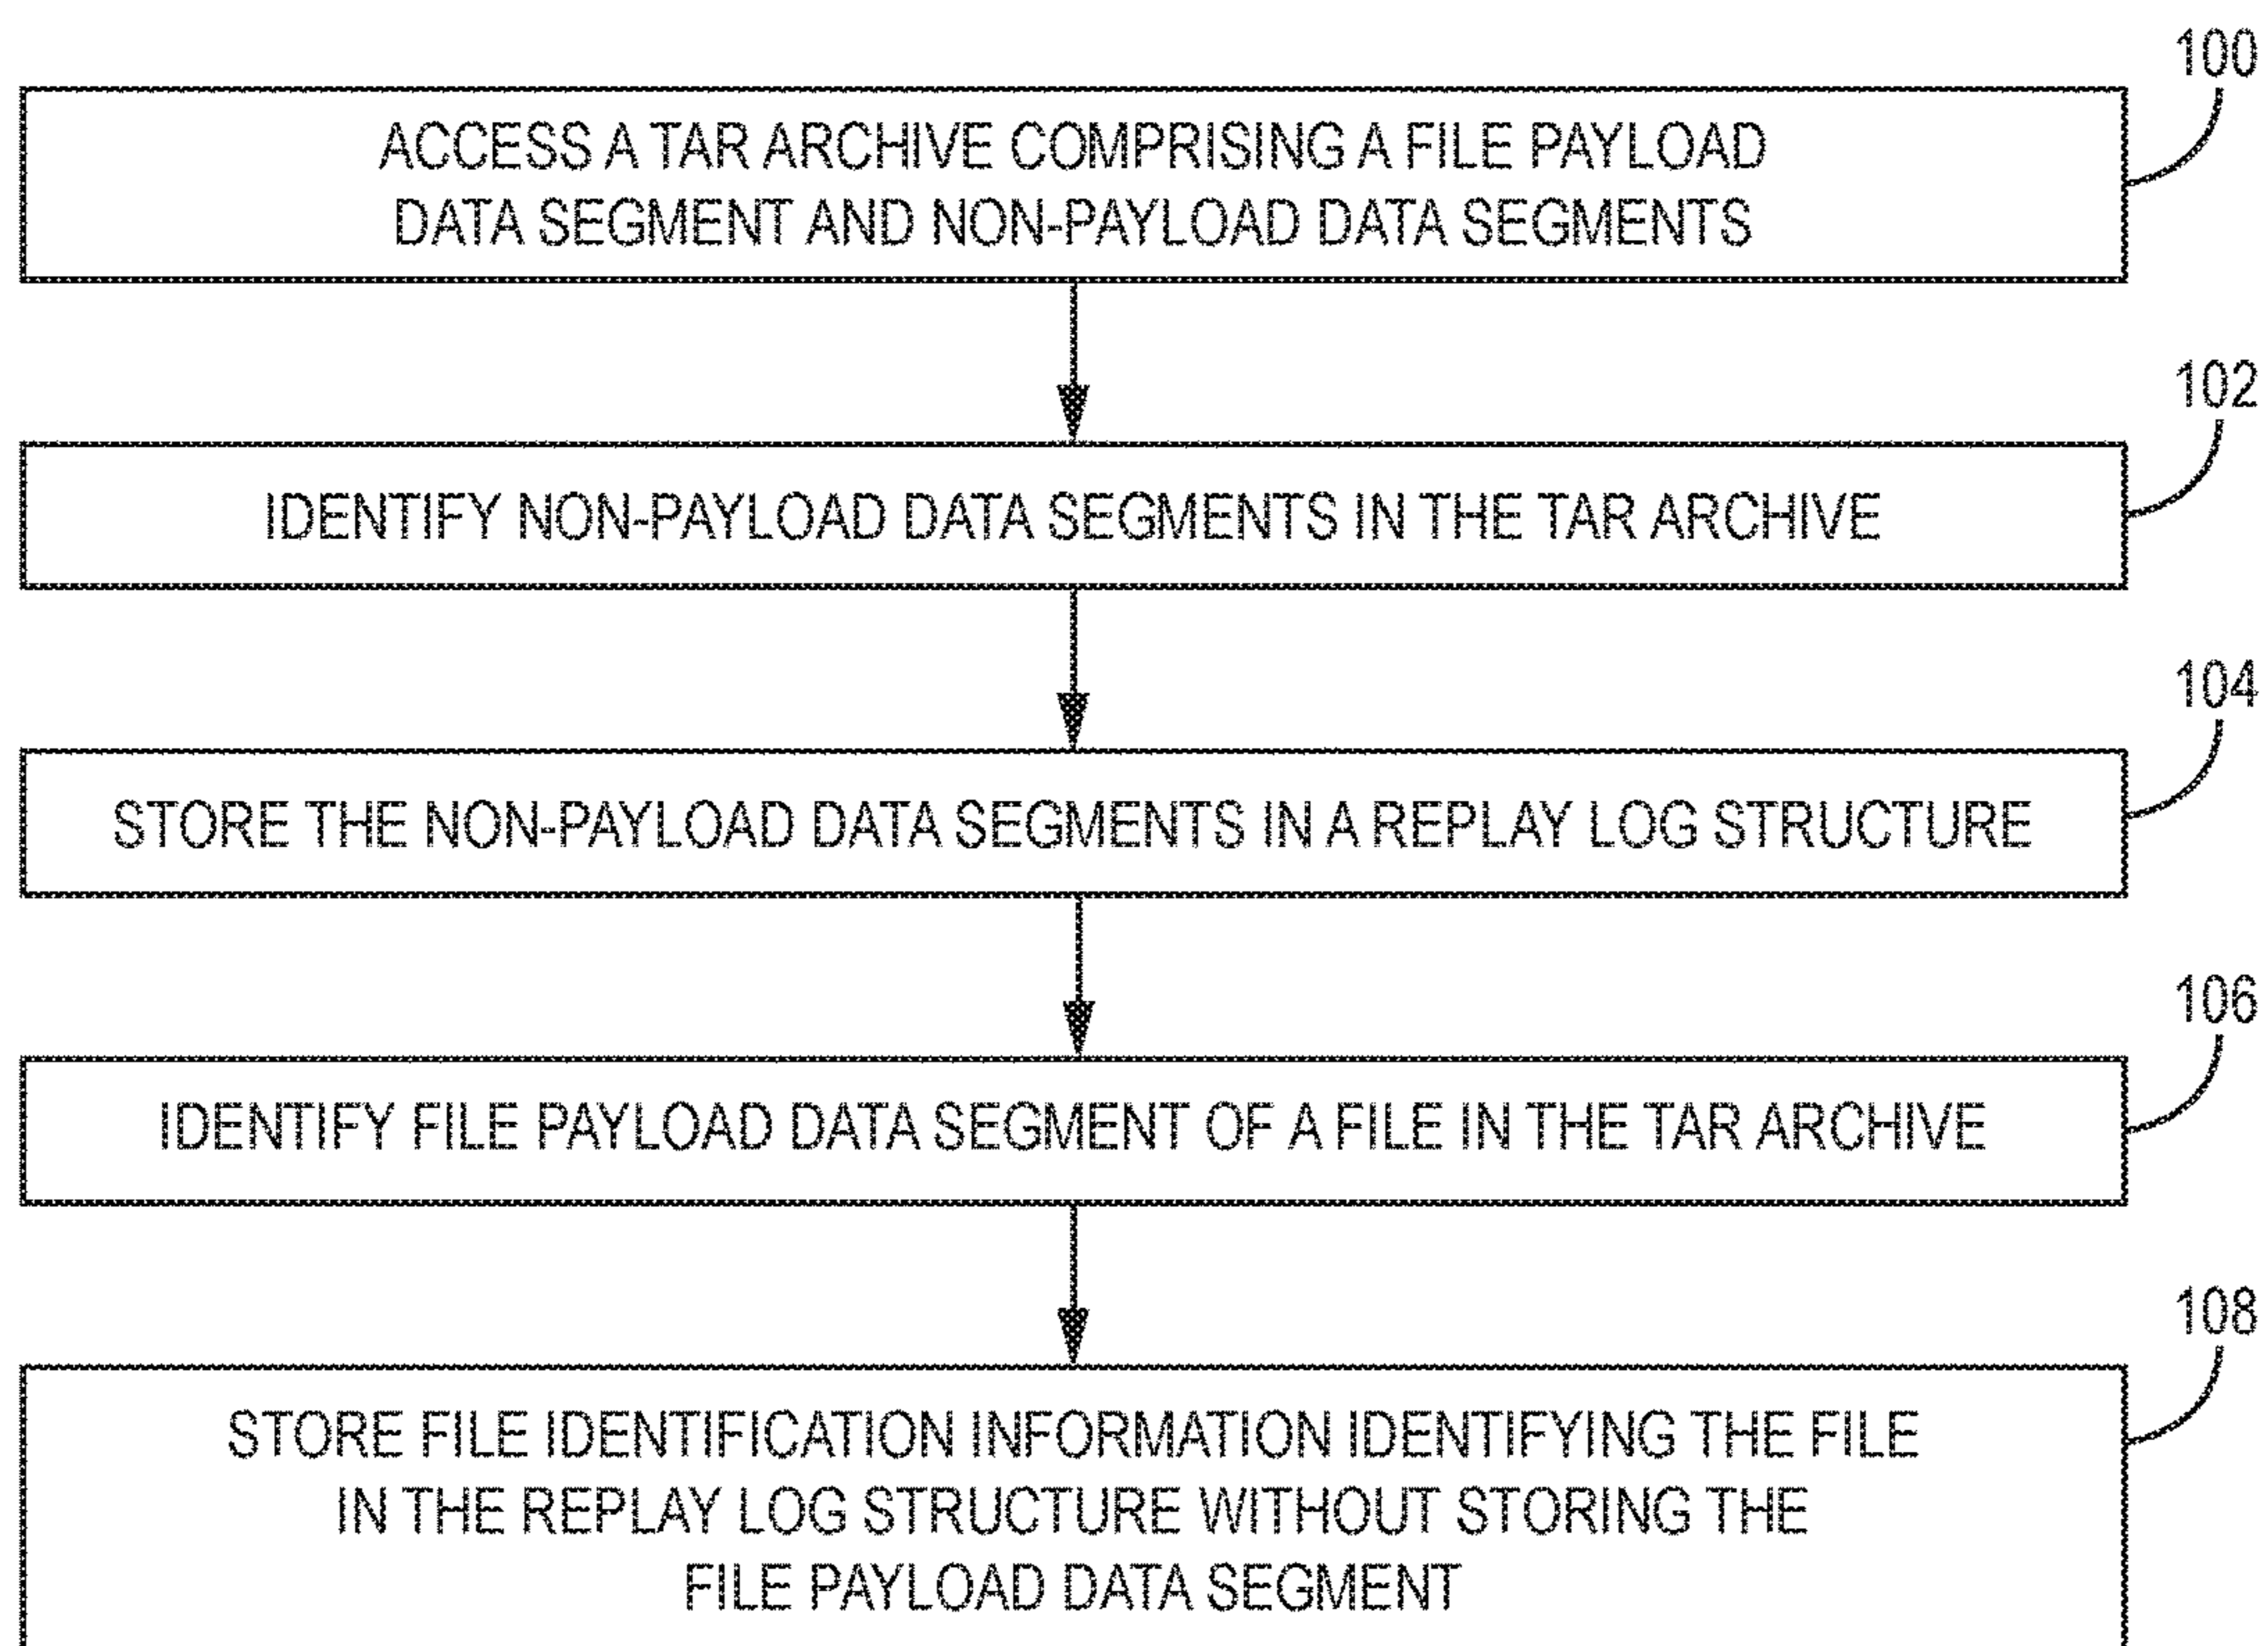 100
ACCESS A TAR ARCHIVE COMPRISING A FILE PAYLOAD
DATA SEGMENT AND NON-PAYLOAD DATA SEGMENTS
102
IDENTIFY NON-PAYLOAD DATA SEGMENTS IN THE TAR ARCHIVE
104
STORE THE NON-PAYLOAD DATA SEGMENTS IN A REPLAY LOG STRUCTURE
106
IDENTIFY FILE PAYLOAD DATA SEGMENT OF A FILE IN THE TAR ARCHIVE
108
STORE FILE IDENTIFICATION INFORMATION IDENTIFYING THE FILE
IN THE REPLAY LOG STRUCTURE WITHOUT STORING THE
FILE PAYLOAD DATA SEGMENT